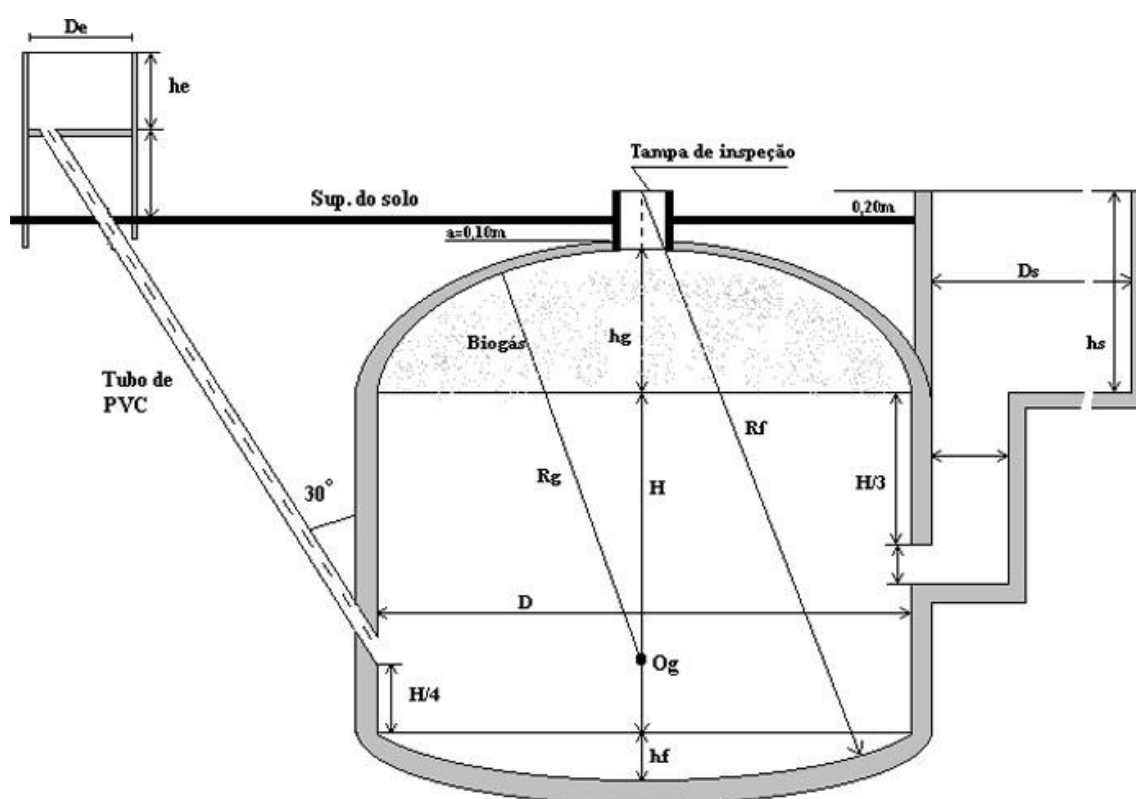 De
he
Tampa de inspeção
Sup. do solo
0,20m
a=0,10m
Ds
hg
Biogás
hs
Tubo de
PVC
Rf
Rg
H
H/3
30°
D
Og
H/4
hf